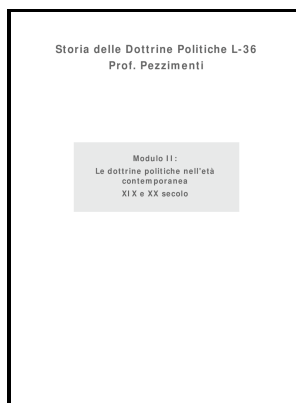 Storia delle Dottrine Politiche L-36
Prof. Pezzimenti
Modulo II:
Le dottrine politiche nell'età
contemporanea
XIX e XX secolo